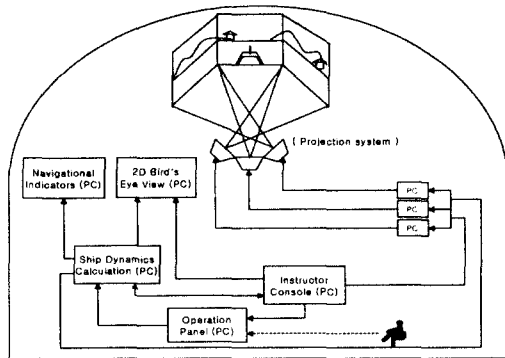 ( Projection system )
Navigational
Indicators (PC)
2D Bird's
Eye View (PC)
PC
PC
PC
Ship Dynamics
Calculation (PC)
Instructor
Console (PC)
Operation
Panel (PC)